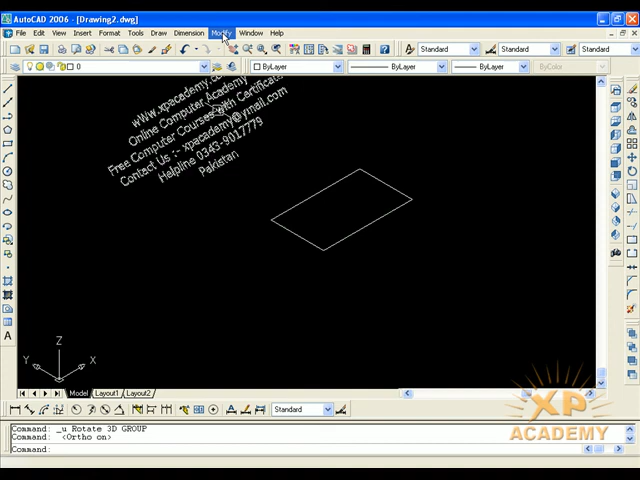 AutoCAD 2006 - [Drawing2.dwg]
File Edit View Insert Format Tools Draw Dimension Modify Window Help
Standard Standard Standard
0 ByLayer ByLayer ByLayer ByColor
www.xpacademy.co
Online Computer Academy
Free Computer Courses with Certificate
Contact Us :- xpacademy@ymail.com
Helpline 0343-9017779
Pakistan
Z
Y X
Model Layout1 Layout2
Standard
XP
ACADEMY
Command: _u Rotate 3D GROUP
Command: <Ortho on>
Command: